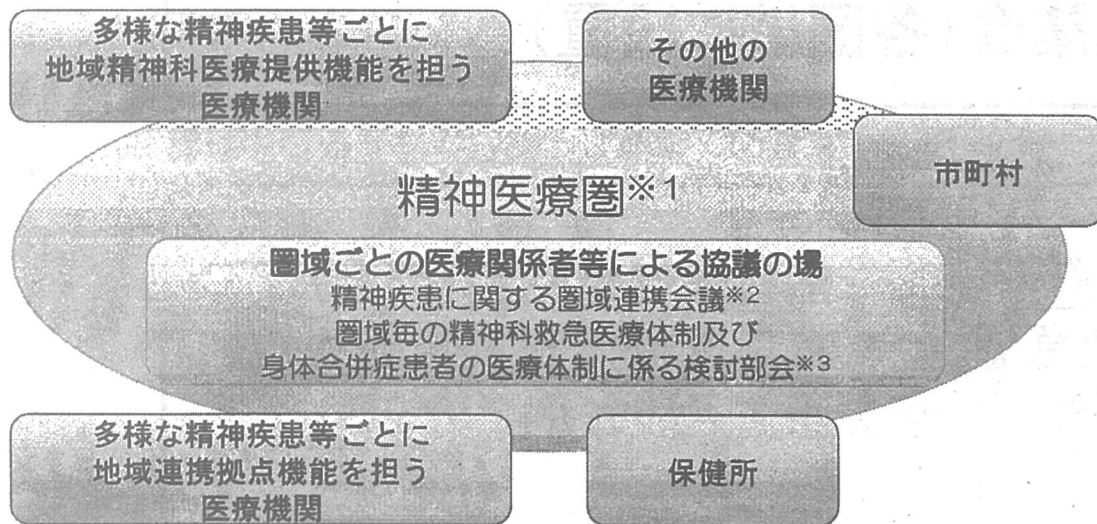 多様な精神疾患等ごとに
地域精神科医療提供機能を担う
医療機関
その他の
医療機関
市町村
精神医療圏※1
圏域ごとの医療関係者等による協議の場
精神疾患に関する圏域連携会議※2
圏域毎の精神科救急医療体制及び
身体合併症患者の医療体制に係る検討部会※3
多様な精神疾患等ごとに
地域連携拠点機能を担う
医療機関
保健所